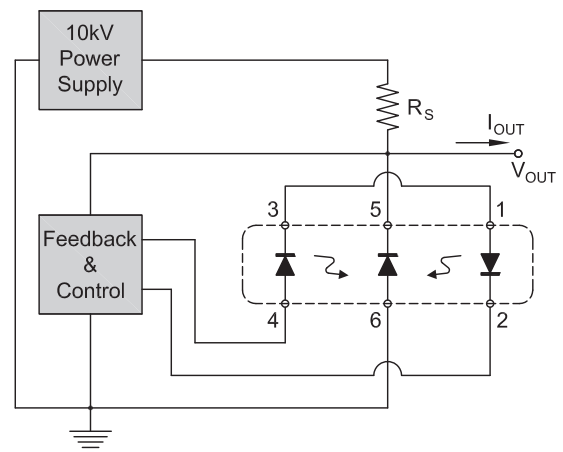 10kV
Power
Supply
R_S
I_OUT
V_OUT
3 5 1
Feedback
&
Control
4 6 2